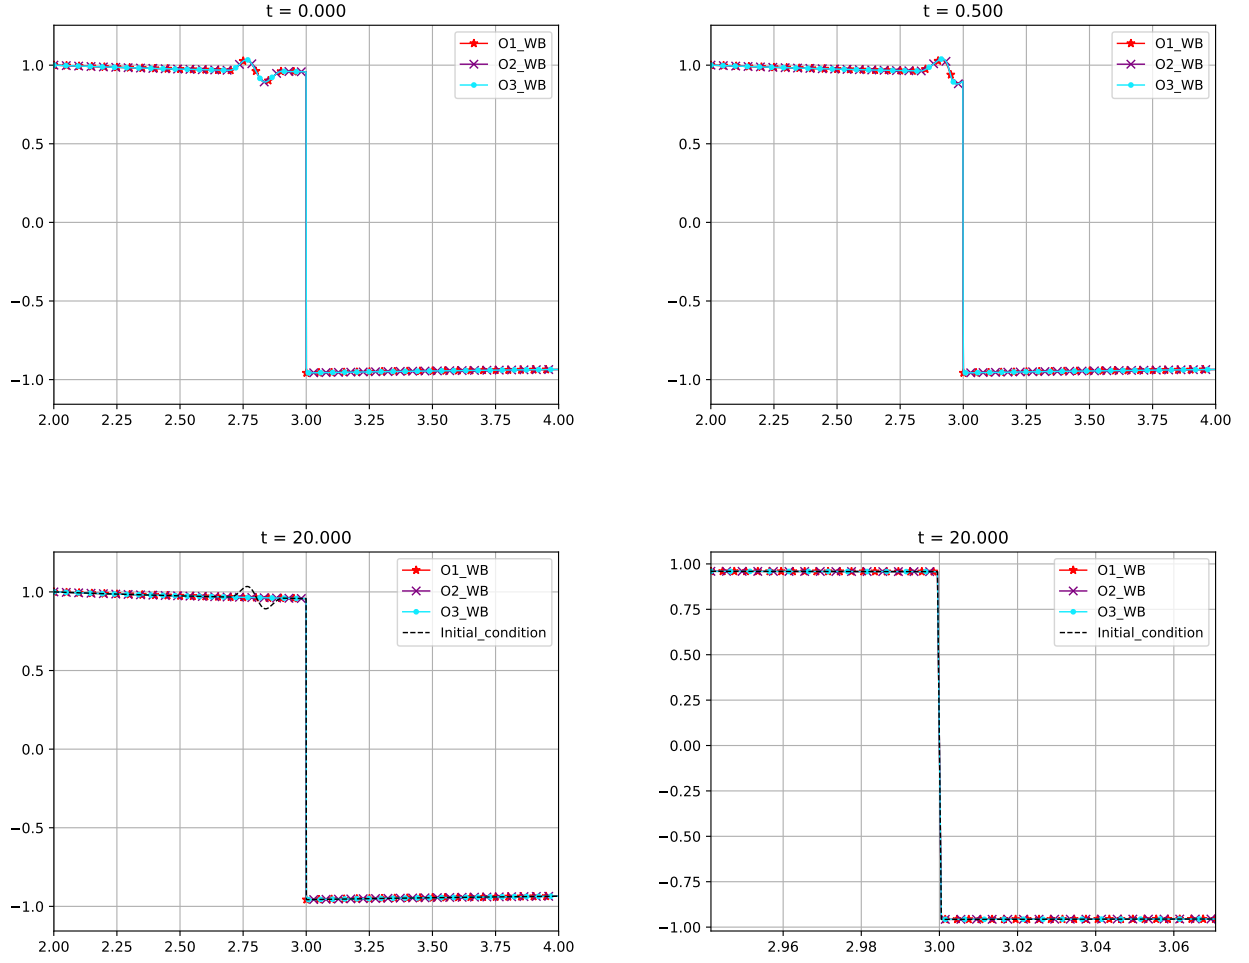 t = 0.000
1.0
0.5
0.0
−0.5
−1.0
2.00 2.25 2.50 2.75 3.00 3.25 3.50 3.75 4.00
O1_WB
O2_WB
O3_WB
t = 0.500
1.0
0.5
0.0
−0.5
−1.0
2.00 2.25 2.50 2.75 3.00 3.25 3.50 3.75 4.00
O1_WB
O2_WB
O3_WB
t = 20.000
1.0
0.5
0.0
−0.5
−1.0
2.00 2.25 2.50 2.75 3.00 3.25 3.50 3.75 4.00
O1_WB
O2_WB
O3_WB
Initial_condition
t = 20.000
1.00
0.75
0.50
0.25
0.00
−0.25
−0.50
−0.75
−1.00
2.96 2.98 3.00 3.02 3.04 3.06
O1_WB
O2_WB
O3_WB
Initial_condition